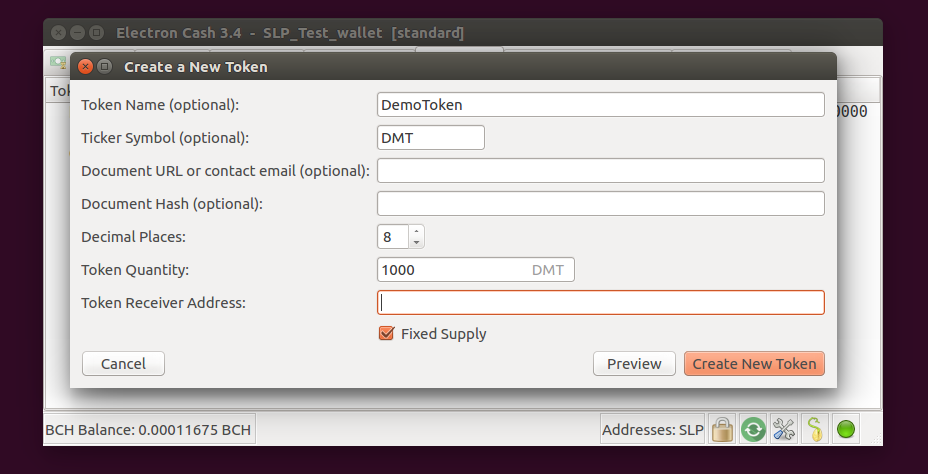 Electron Cash 3.4 - SLP_Test_wallet [standard]
Create a New Token
Tok
0000
Token Name (optional): DemoToken
Ticker Symbol (optional): DMT
Document URL or contact email (optional):
Document Hash (optional):
Decimal Places: 8
Token Quantity: 1000 DMT
Token Receiver Address:
Fixed Supply
Cancel Preview Create New Token
BCH Balance: 0.00011675 BCH Addresses: SLP